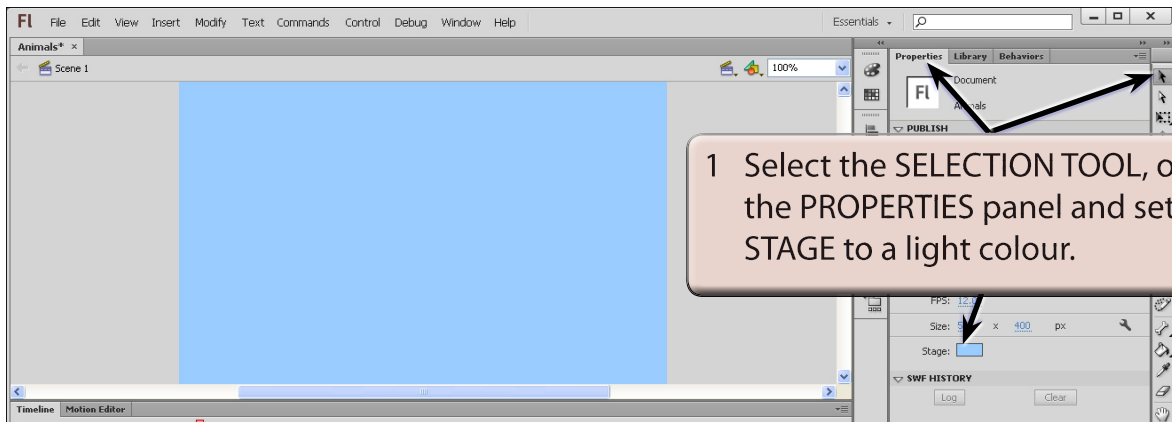 Fl File Edit View Insert Modify Text Commands Control Debug Window Help Essentials
Animals* ×
Scene 1 100%
Properties Library Behaviors
Fl Document
PUBLISH
1 Select the SELECTION TOOL, o
the PROPERTIES panel and set
STAGE to a light colour.
FPS:
Size: x 400 px
Stage:
SWF HISTORY
Log Clear
Timeline Motion Editor